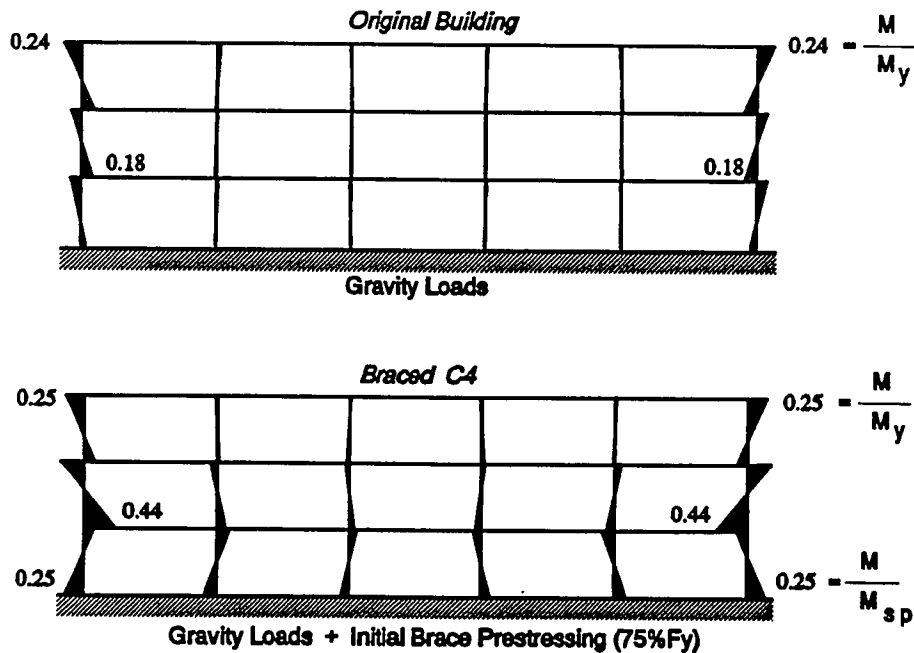 Original Building
0.24
0.24 = M / My
0.18
0.18
Gravity Loads
Braced C4
0.25
0.25 = M / My
0.44
0.44
0.25
0.25 = M / Msp
Gravity Loads + Initial Brace Prestressing (75%Fy)